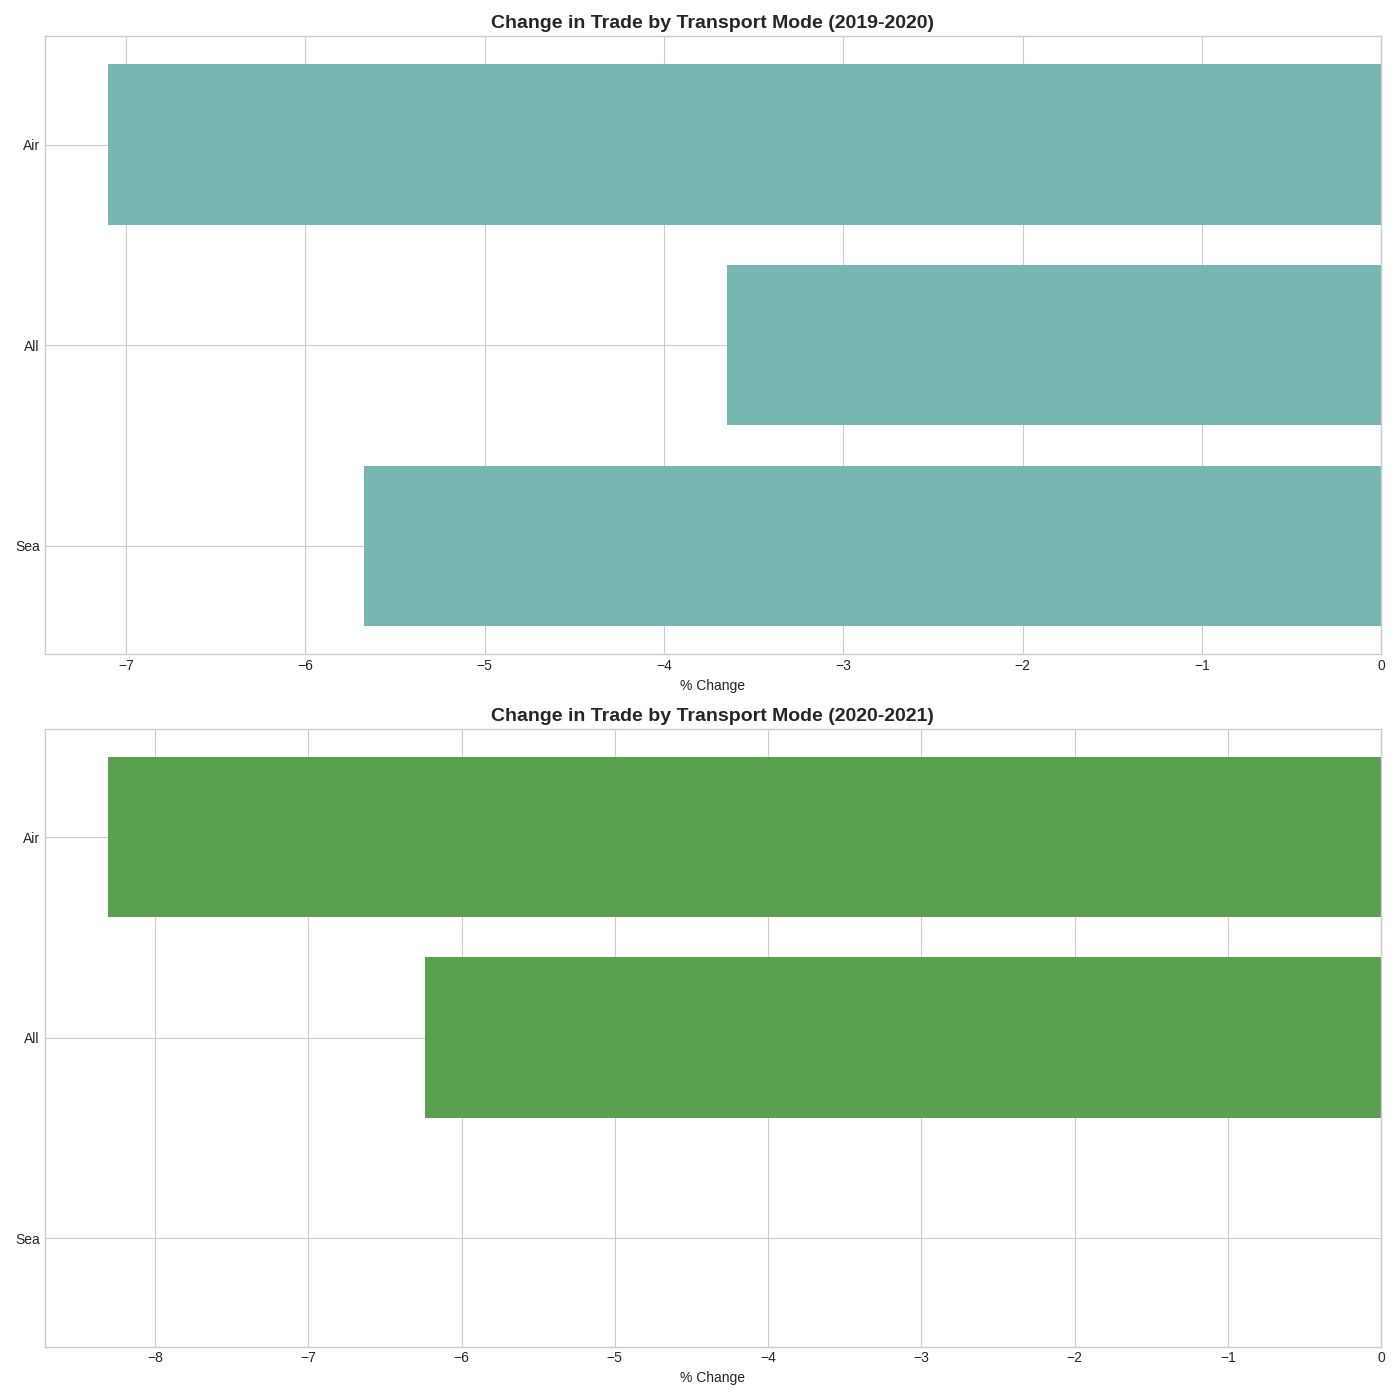 Change in Trade by Transport Mode (2019-2020)
Air
All
Sea
−7 −6 −5 −4 −3 −2 −1 0
% Change
Change in Trade by Transport Mode (2020-2021)
Air
All
Sea
−8 −7 −6 −5 −4 −3 −2 −1 0
% Change